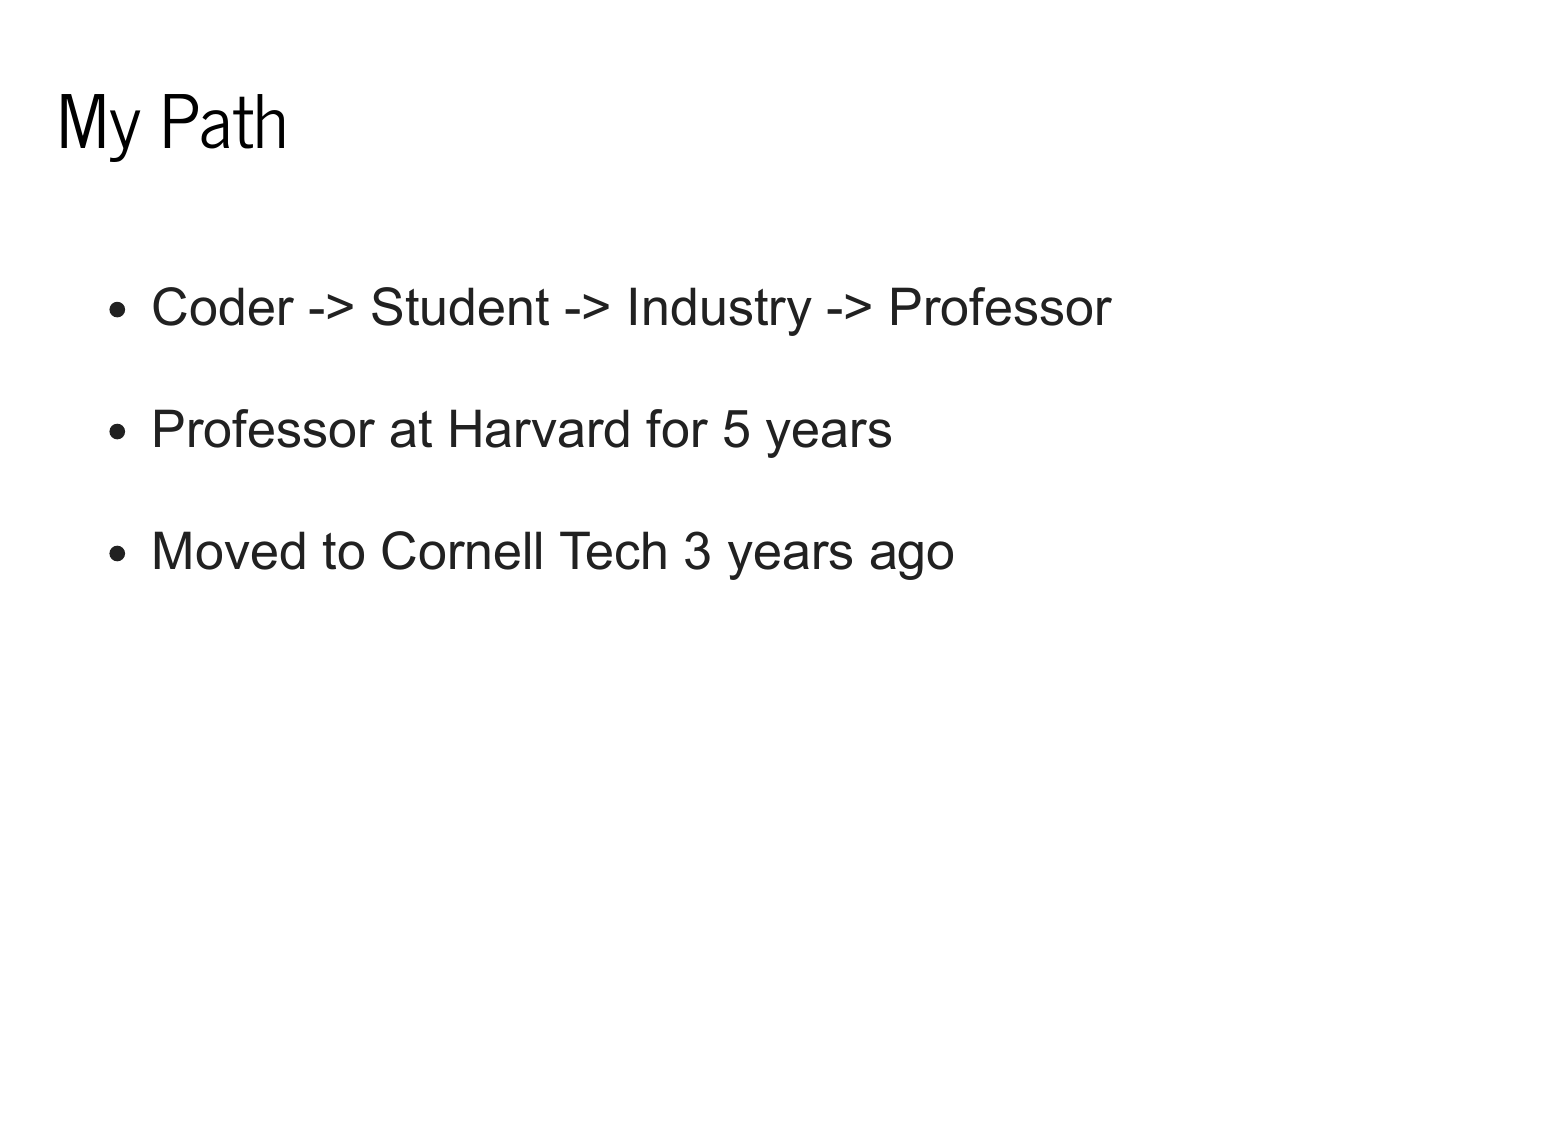 My Path
• Coder -> Student -> Industry -> Professor
• Professor at Harvard for 5 years
• Moved to Cornell Tech 3 years ago